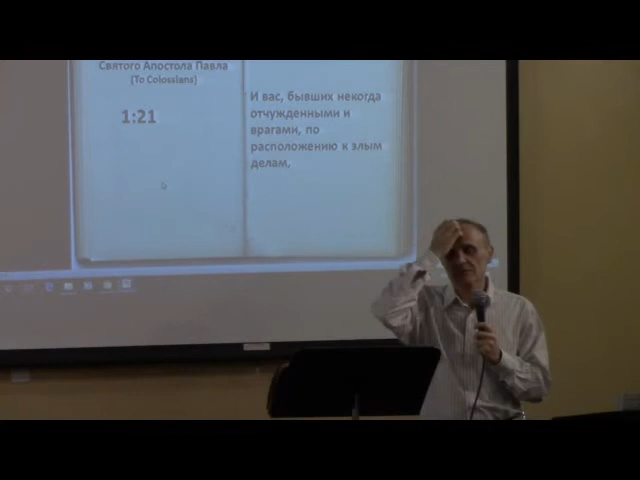 Святого Апостола Павла
(To Colossians)
1:21
И вас, бывших некогда
отчужденными и
врагами, по
расположению к злым
делам,